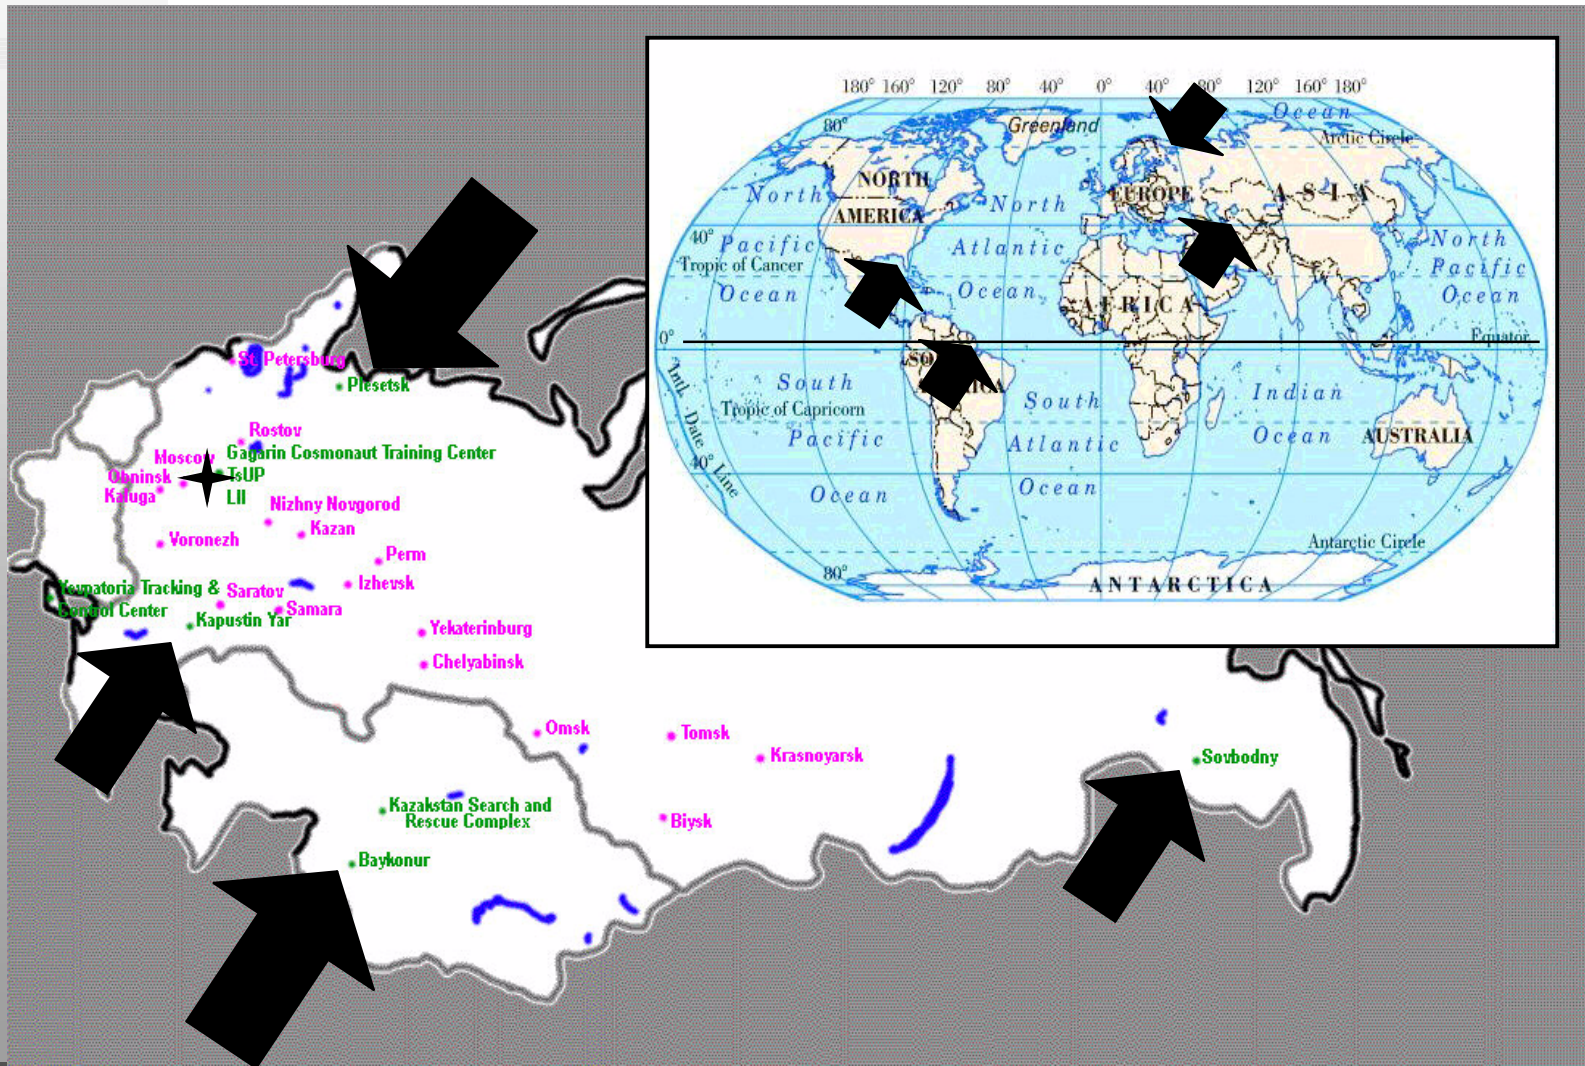 St. Petersburg
Plesetsk
Rostov
Gagarin Cosmonaut Training Center
Moscow
TsUP
Obninsk
Kaluga
LII
Nizhny Novgorod
Kazan
Voronezh
Perm
Izhevsk
Yevpatoria Tracking &
Control Center
Saratov
Samara
Kapustin Yar
Yekaterinburg
Chelyabinsk
Omsk
Tomsk
Krasnoyarsk
Sovbodny
Kazakstan Search and
Rescue Complex
Biysk
Baykonur
180° 160° 120° 80° 40° 0° 40° 80° 120° 160° 180°
Ocean
80°
Greenland
Arctic Circle
NORTH
AMERICA
EUROPE
ASIA
North
Pacific
Ocean
North
Atlantic
Ocean
North
Pacific
Ocean
40°
Tropic of Cancer
AFRICA
0°
Equator
South
Pacific
Ocean
Tropic of Capricorn
South
Atlantic
Ocean
Indian
Ocean
AUSTRALIA
Intl. Date Line
40°
Antarctic Circle
80°
ANTARCTICA